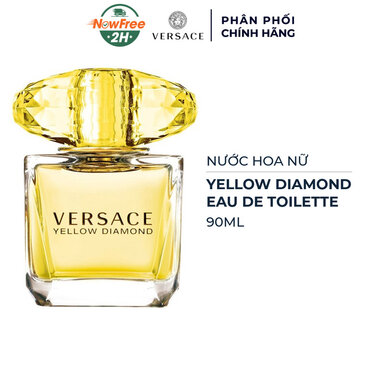 NowFree
2H
VERSACE
PHÂN PHỐI
CHÍNH HÃNG
NƯỚC HOA NỮ
YELLOW DIAMOND
EAU DE TOILETTE
90ML
VERSACE
YELLOW DIAMOND